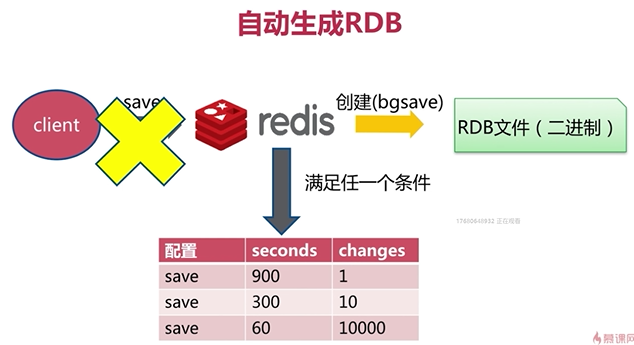 自动生成RDB
save
client
redis
创建(bgsave)
RDB文件（二进制）
满足任一个条件
正在观看
配置 seconds changes
save 900 1
save 300 10
save 60 10000
慕课网